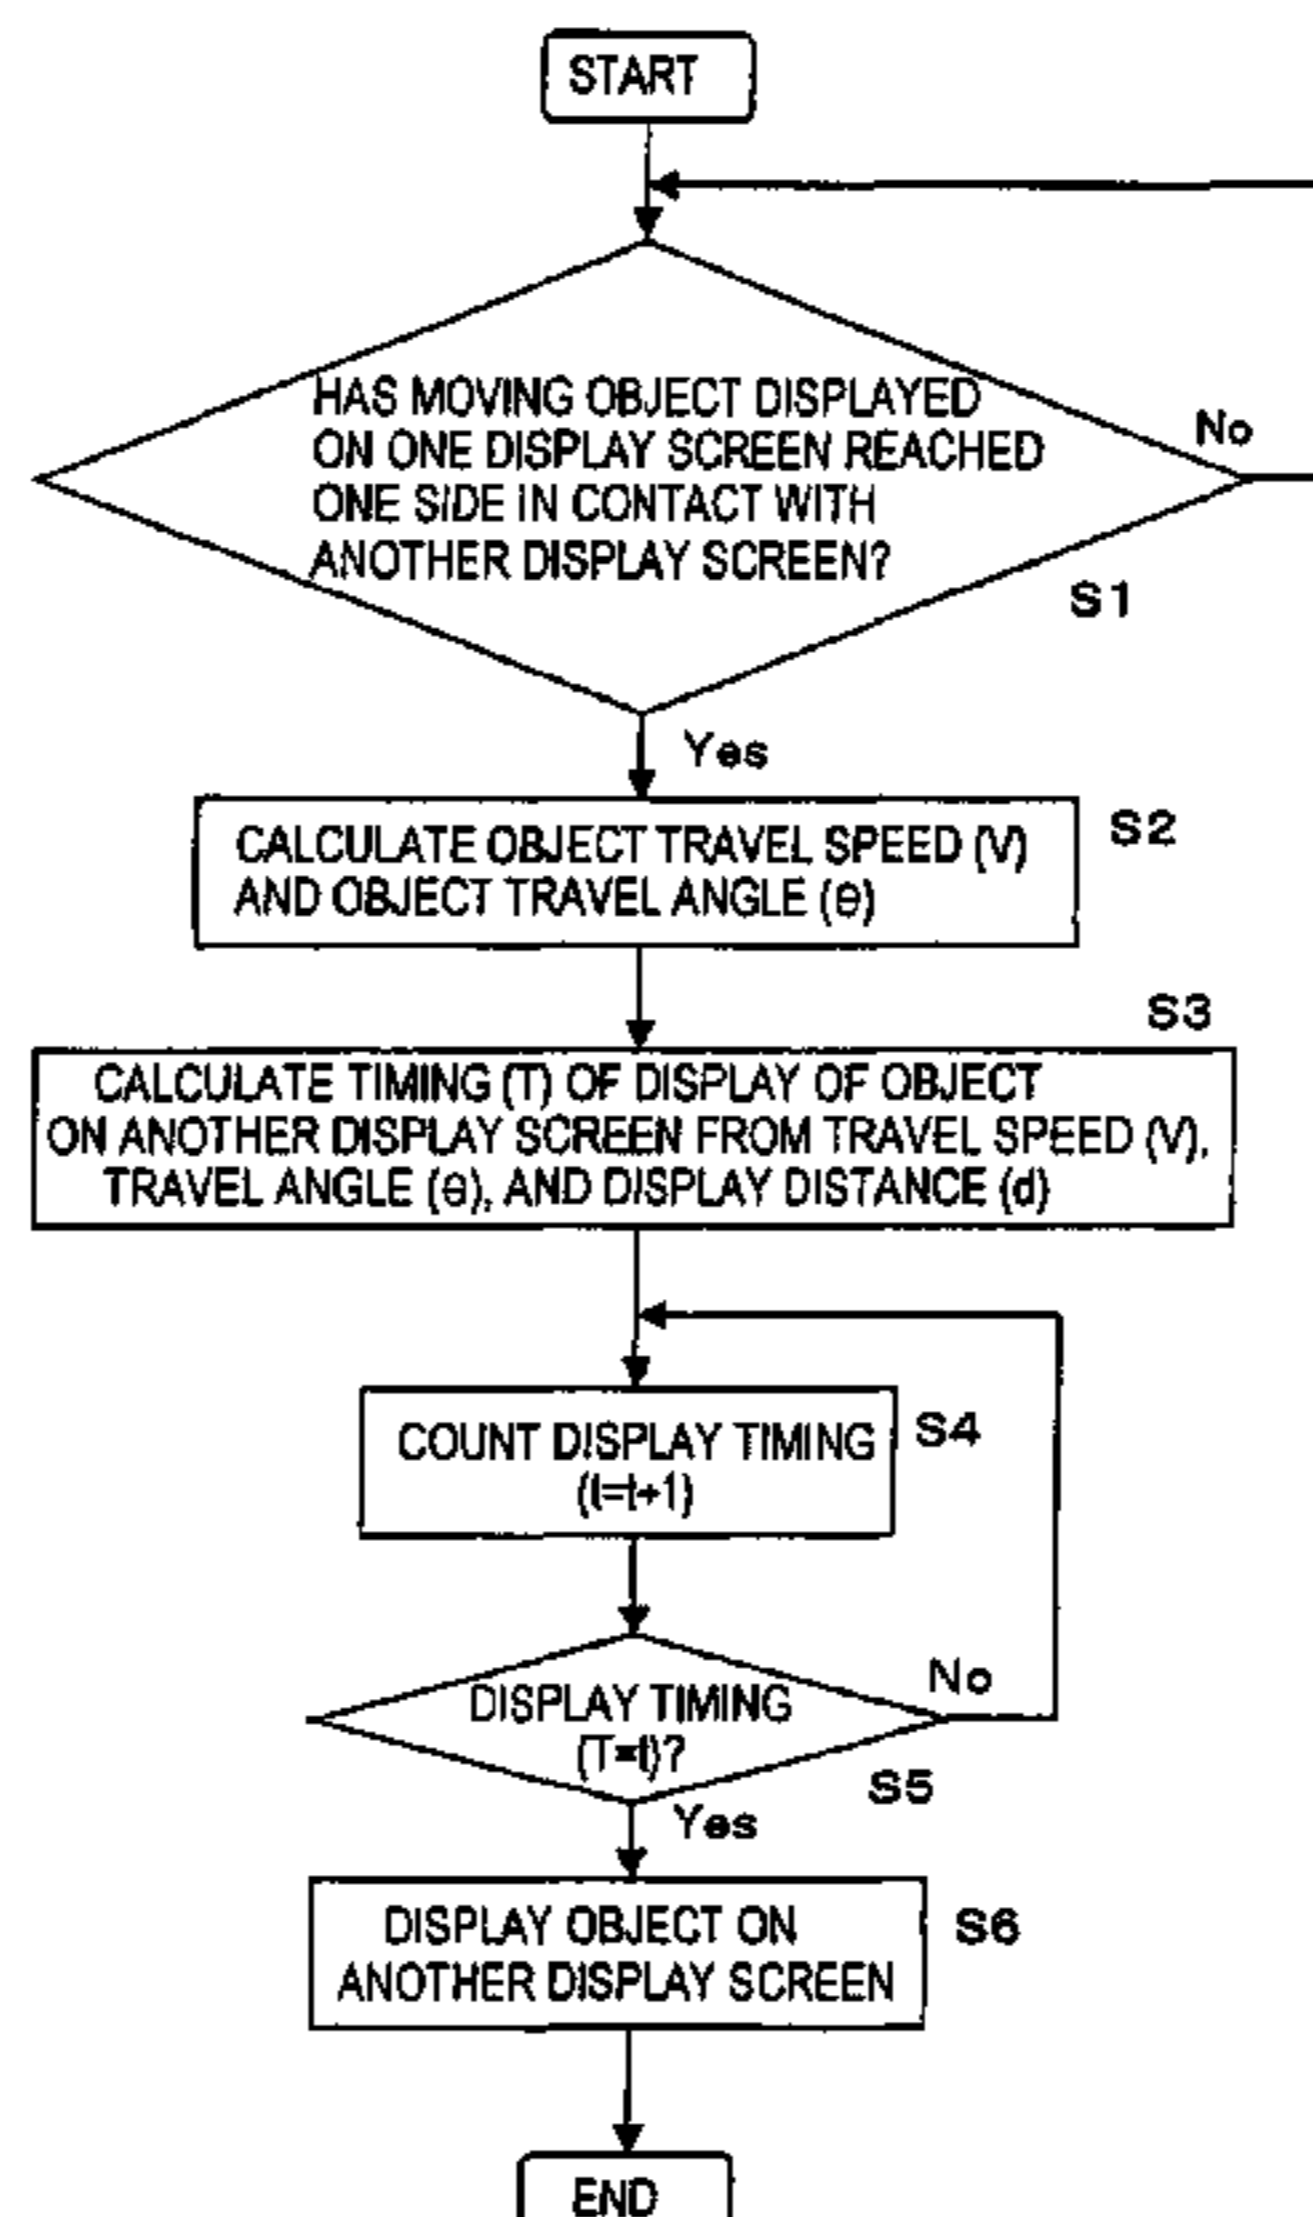 START
HAS MOVING OBJECT DISPLAYED
ON ONE DISPLAY SCREEN REACHED
ONE SIDE IN CONTACT WITH
ANOTHER DISPLAY SCREEN?
No
S1
Yes
CALCULATE OBJECT TRAVEL SPEED (V)
AND OBJECT TRAVEL ANGLE (θ)
S2
S3
CALCULATE TIMING (T) OF DISPLAY OF OBJECT
ON ANOTHER DISPLAY SCREEN FROM TRAVEL SPEED (V),
TRAVEL ANGLE (θ), AND DISPLAY DISTANCE (d)
COUNT DISPLAY TIMING
(t=t+1)
S4
DISPLAY TIMING
(T=t)?
No
S5
Yes
DISPLAY OBJECT ON
ANOTHER DISPLAY SCREEN
S6
END